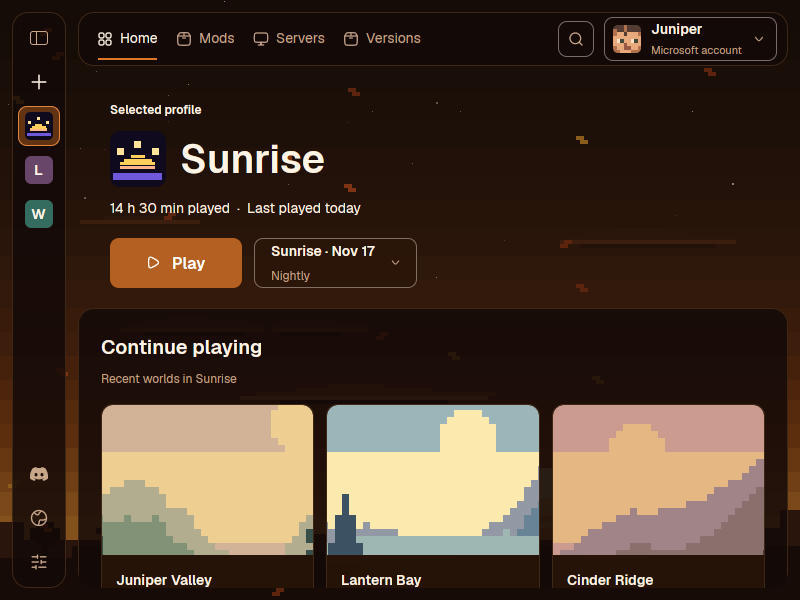 Home
Mods
Servers
Versions
Juniper
Microsoft account
L
W
Selected profile
Sunrise
14 h 30 min played · Last played today
Play
Sunrise · Nov 17
Nightly
Continue playing
Recent worlds in Sunrise
Juniper Valley
Lantern Bay
Cinder Ridge